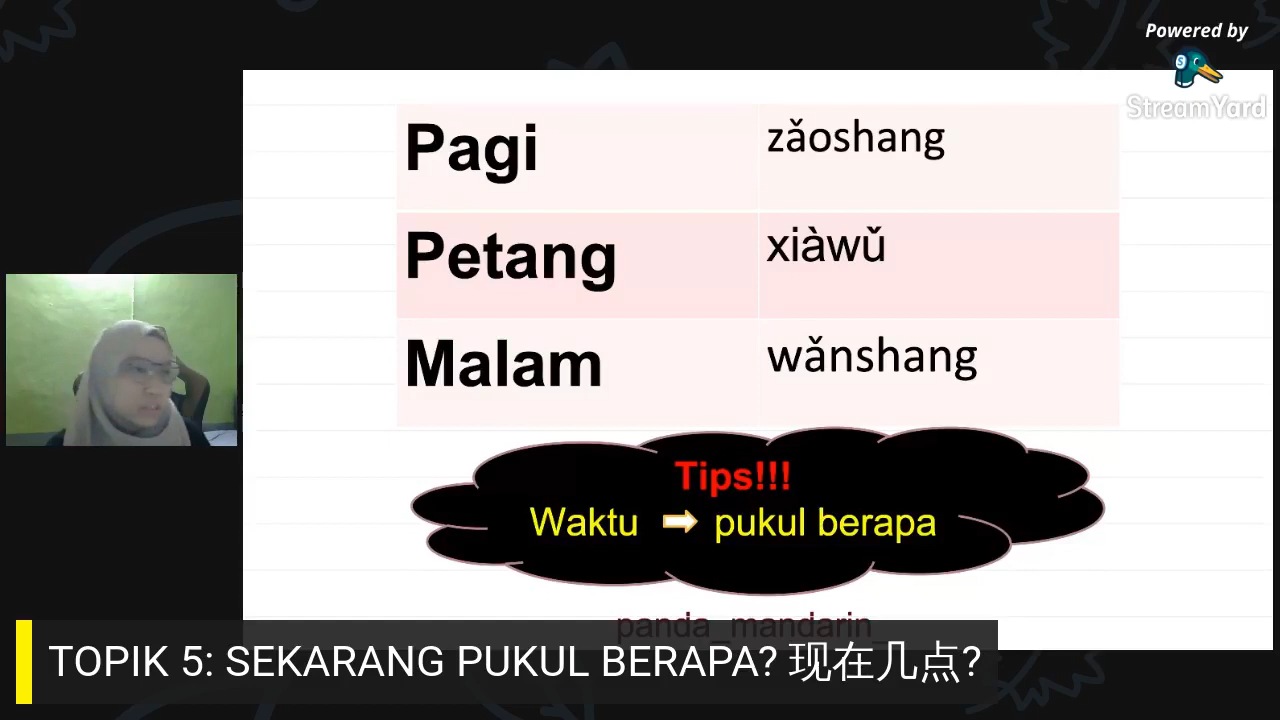 Powered by
StreamYard
Pagi zǎoshang
Petang xiàwǔ
Malam wǎnshang
Tips!!!
Waktu ➡ pukul berapa
panda_mandarin_
TOPIK 5: SEKARANG PUKUL BERAPA? 现在几点?